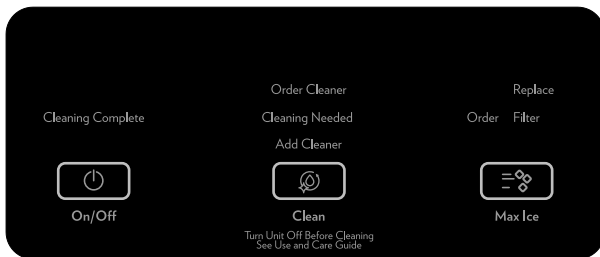 Order Cleaner
Replace
Cleaning Complete
Cleaning Needed
Order Filter
Add Cleaner
On/Off
Clean
Max Ice
Turn Unit Off Before Cleaning
See Use and Care Guide